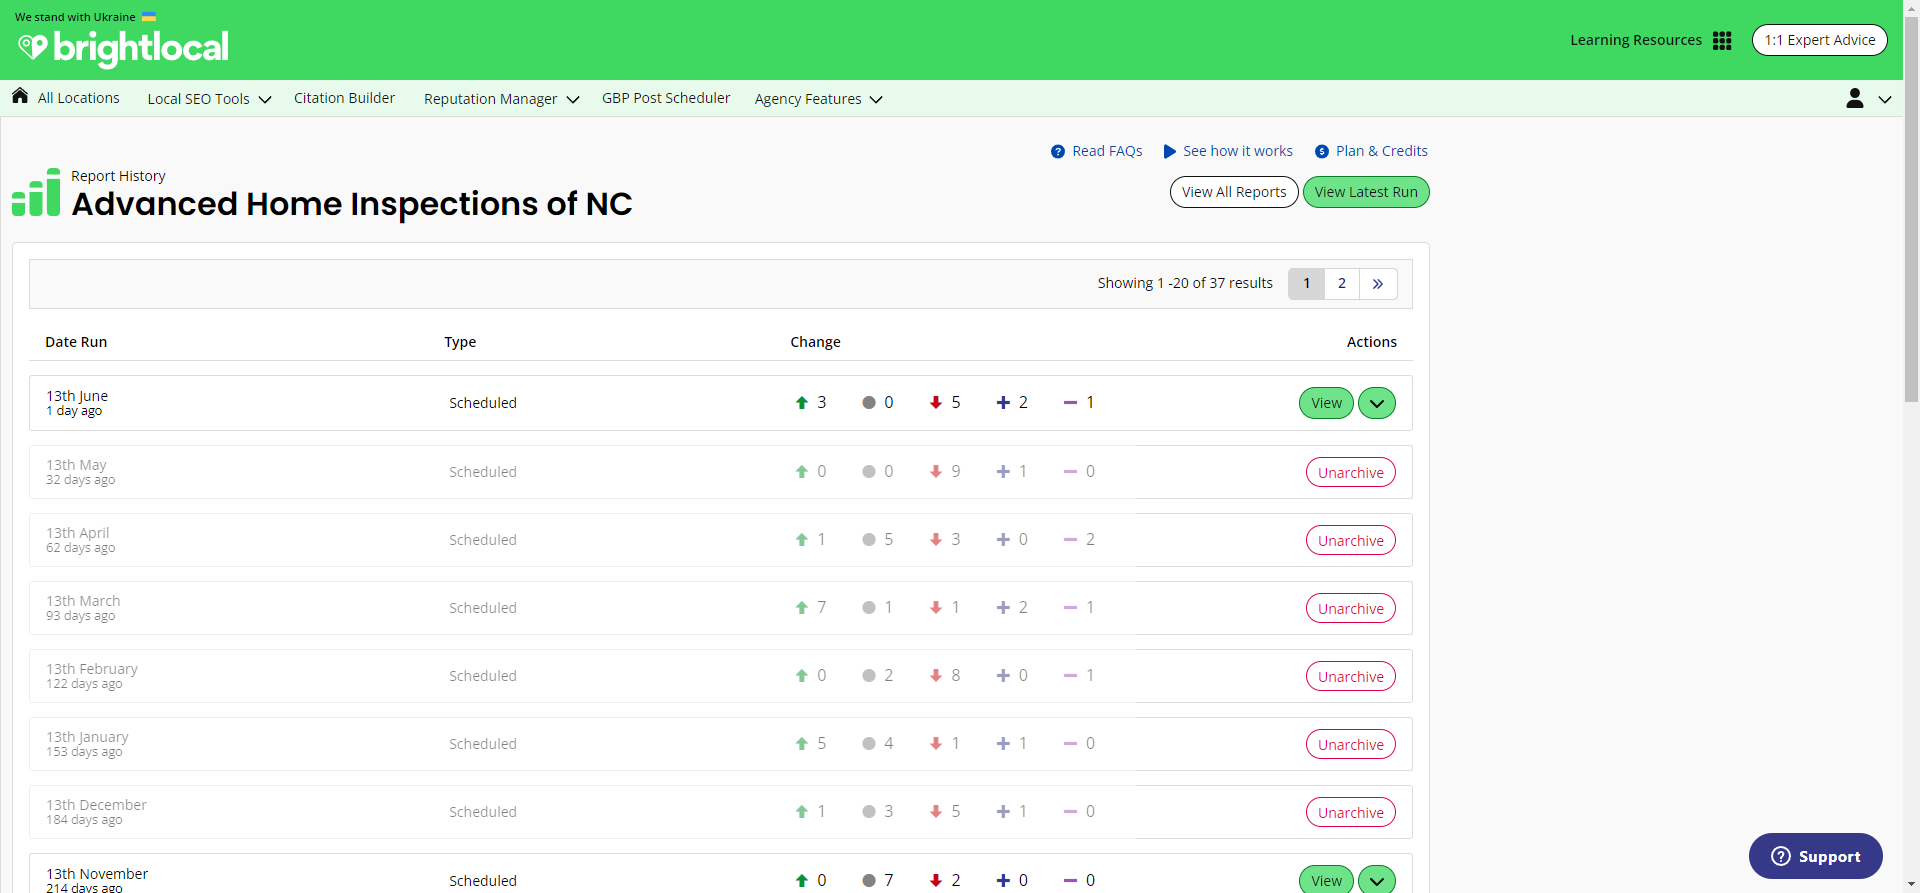 We stand with Ukraine
brightlocal
Learning Resources
1:1 Expert Advice
All Locations
Local SEO Tools
Citation Builder
Reputation Manager
GBP Post Scheduler
Agency Features
Read FAQs
See how it works
Plan & Credits
Report History
Advanced Home Inspections of NC
View All Reports
View Latest Run
Showing 1 -20 of 37 results
1 2 »
Date Run Type Change Actions
13th June
1 day ago
Scheduled 3 0 5 2 1 View
13th May
32 days ago
Scheduled 0 0 9 1 0 Unarchive
13th April
62 days ago
Scheduled 1 5 3 0 2 Unarchive
13th March
93 days ago
Scheduled 7 1 1 2 1 Unarchive
13th February
122 days ago
Scheduled 0 2 8 0 1 Unarchive
13th January
153 days ago
Scheduled 5 4 1 1 0 Unarchive
13th December
184 days ago
Scheduled 1 3 5 1 0 Unarchive
13th November
214 days ago
Scheduled 0 7 2 0 0 View
Support